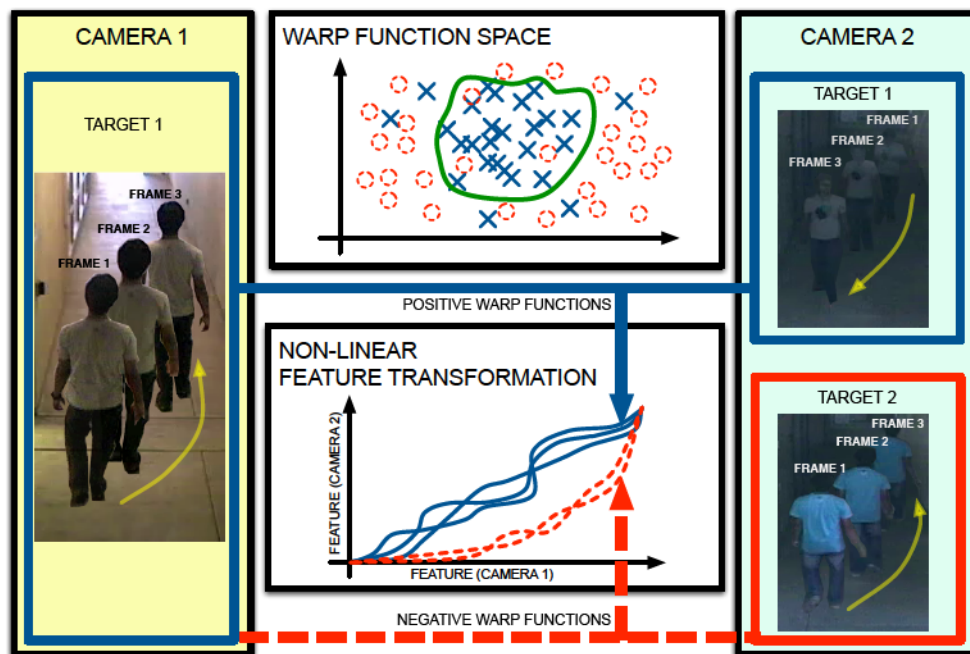 CAMERA 1
TARGET 1
FRAME 3
FRAME 2
FRAME 1
WARP FUNCTION SPACE
POSITIVE WARP FUNCTIONS
NON-LINEAR
FEATURE TRANSFORMATION
FEATURE (CAMERA 2)
FEATURE (CAMERA 1)
NEGATIVE WARP FUNCTIONS
CAMERA 2
TARGET 1
FRAME 1
FRAME 2
FRAME 3
TARGET 2
FRAME 3
FRAME 2
FRAME 1